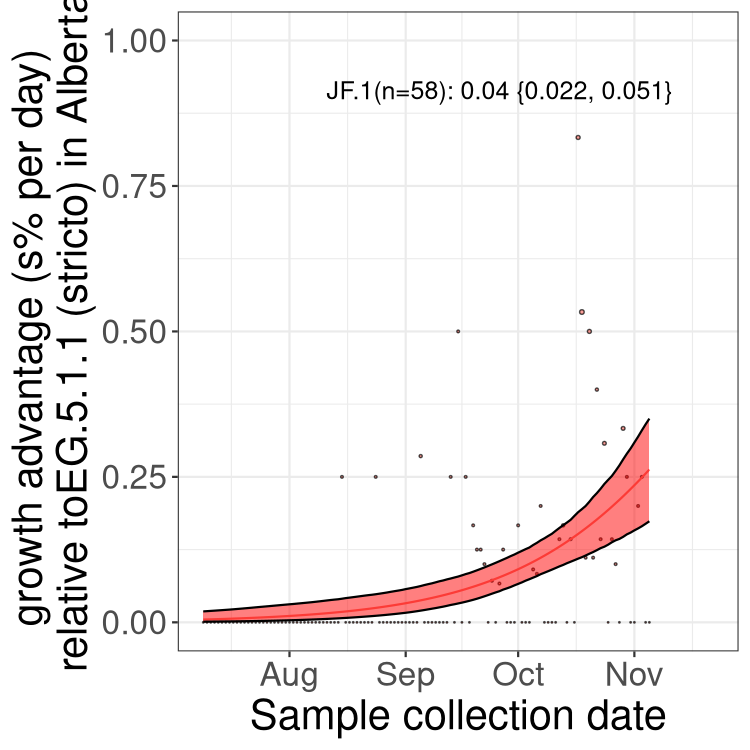 growth advantage (s% per day)
relative toEG.5.1.1 (stricto) in Alberta
1.00
0.75
0.50
0.25
0.00
JF.1(n=58): 0.04 {0.022, 0.051}
Aug Sep Oct Nov
Sample collection date